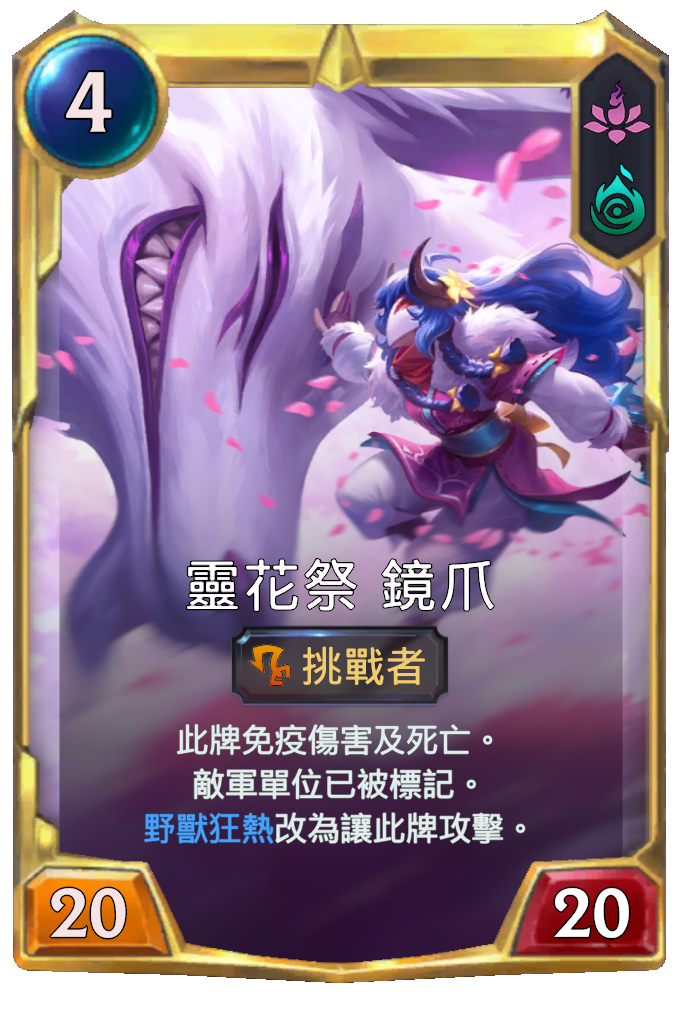 4
靈花祭 鏡爪
挑戰者
此牌免疫傷害及死亡。
敵軍單位已被標記。
野獸狂熱改為讓此牌攻擊。
20
20